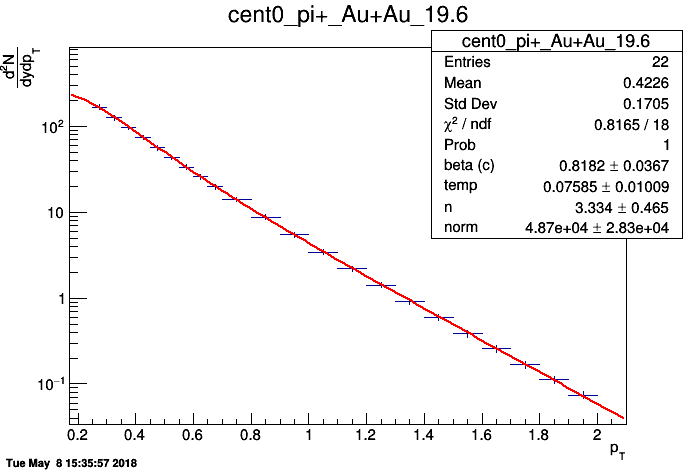 cent0_pi+_Au+Au_19.6
d²N
dydp_T
cent0_pi+_Au+Au_19.6
Entries 22
Mean 0.4226
Std Dev 0.1705
χ² / ndf 0.8165 / 18
Prob 1
beta (c) 0.8182 ± 0.0367
temp 0.07585 ± 0.01009
n 3.334 ± 0.465
norm 4.87e+04 ± 2.83e+04
10²
10
1
10⁻¹
0.2 0.4 0.6 0.8 1 1.2 1.4 1.6 1.8 2
p_T
Tue May 8 15:35:57 2018